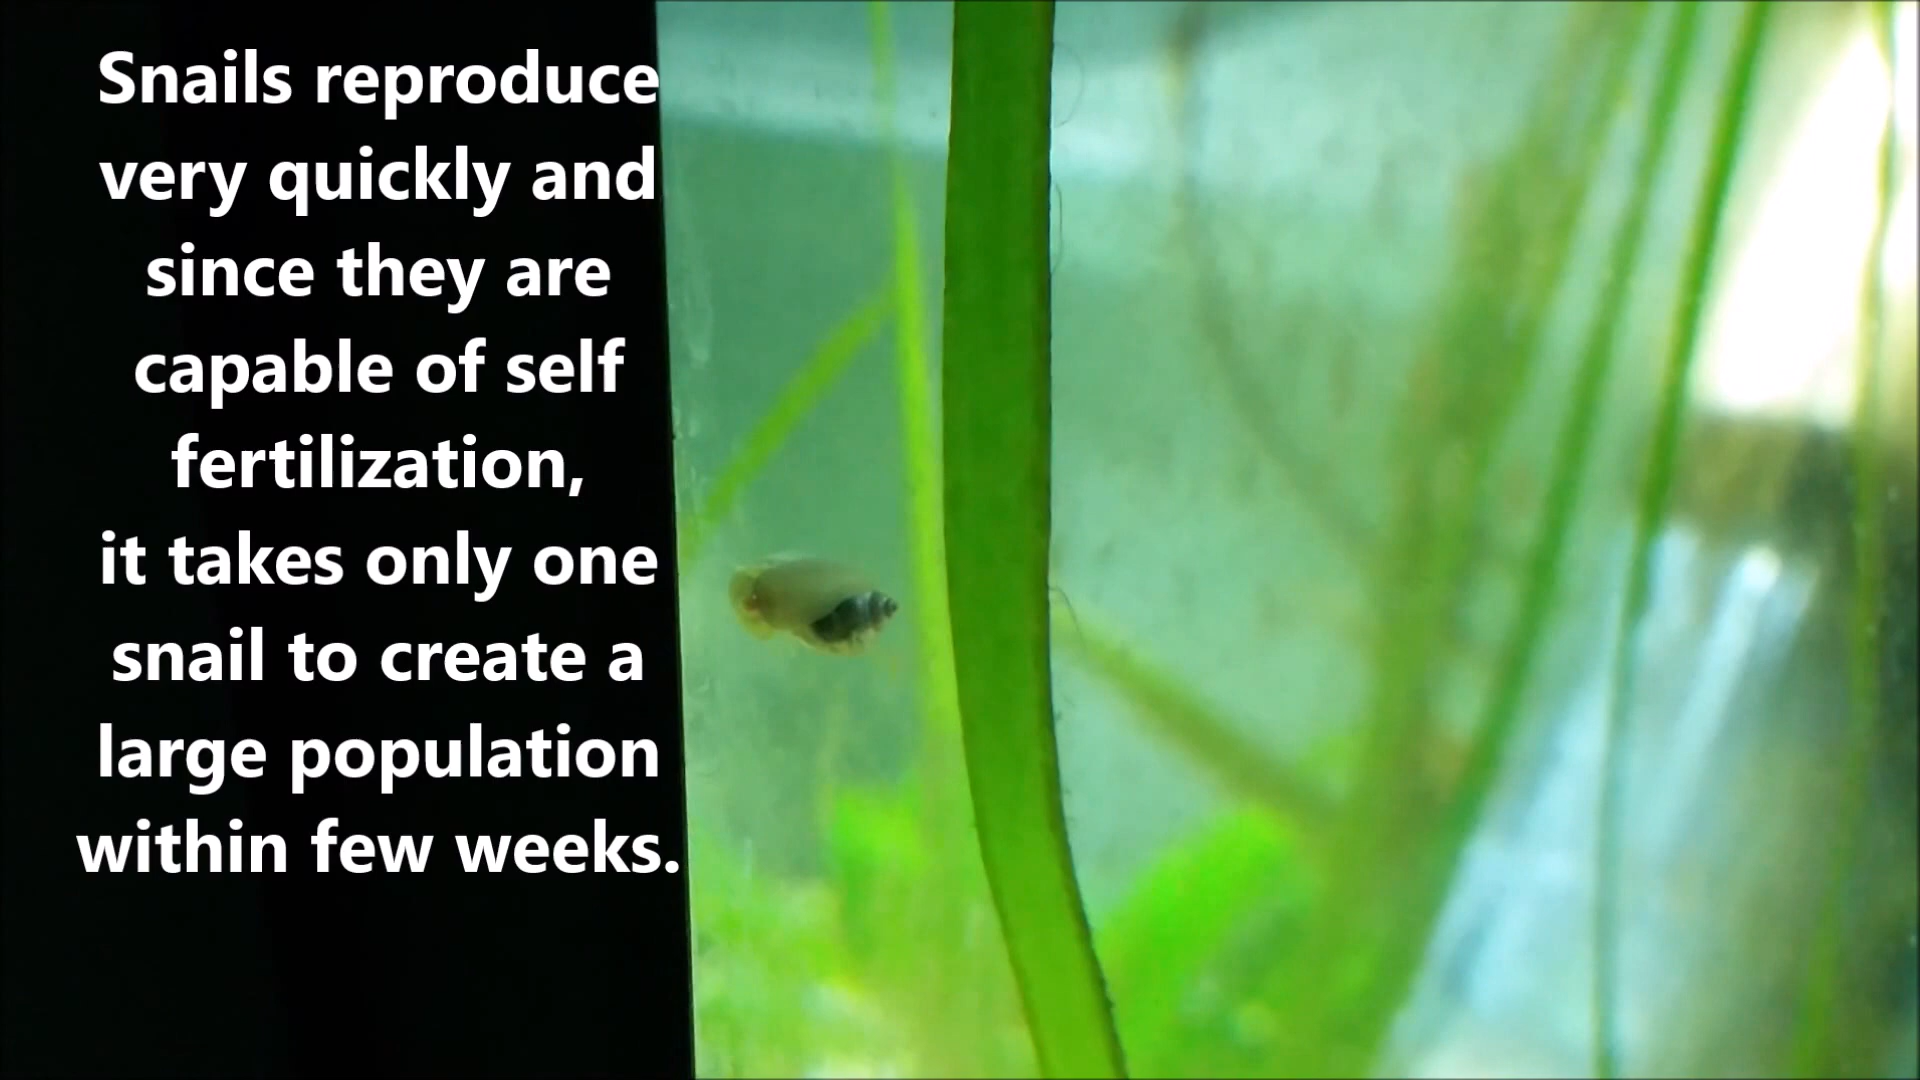 Snails reproduce
very quickly and
since they are
capable of self
fertilization,
it takes only one
snail to create a
large population
within few weeks.